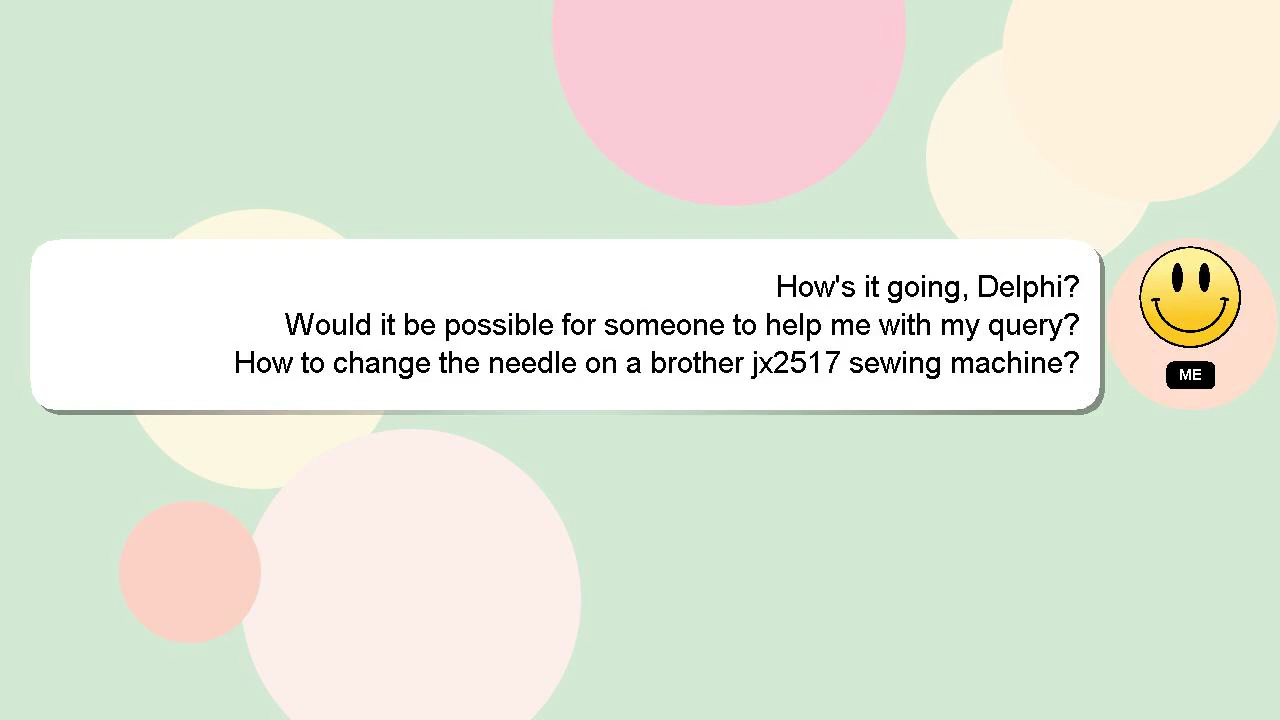 How's it going, Delphi?
Would it be possible for someone to help me with my query?
How to change the needle on a brother jx2517 sewing machine?
ME